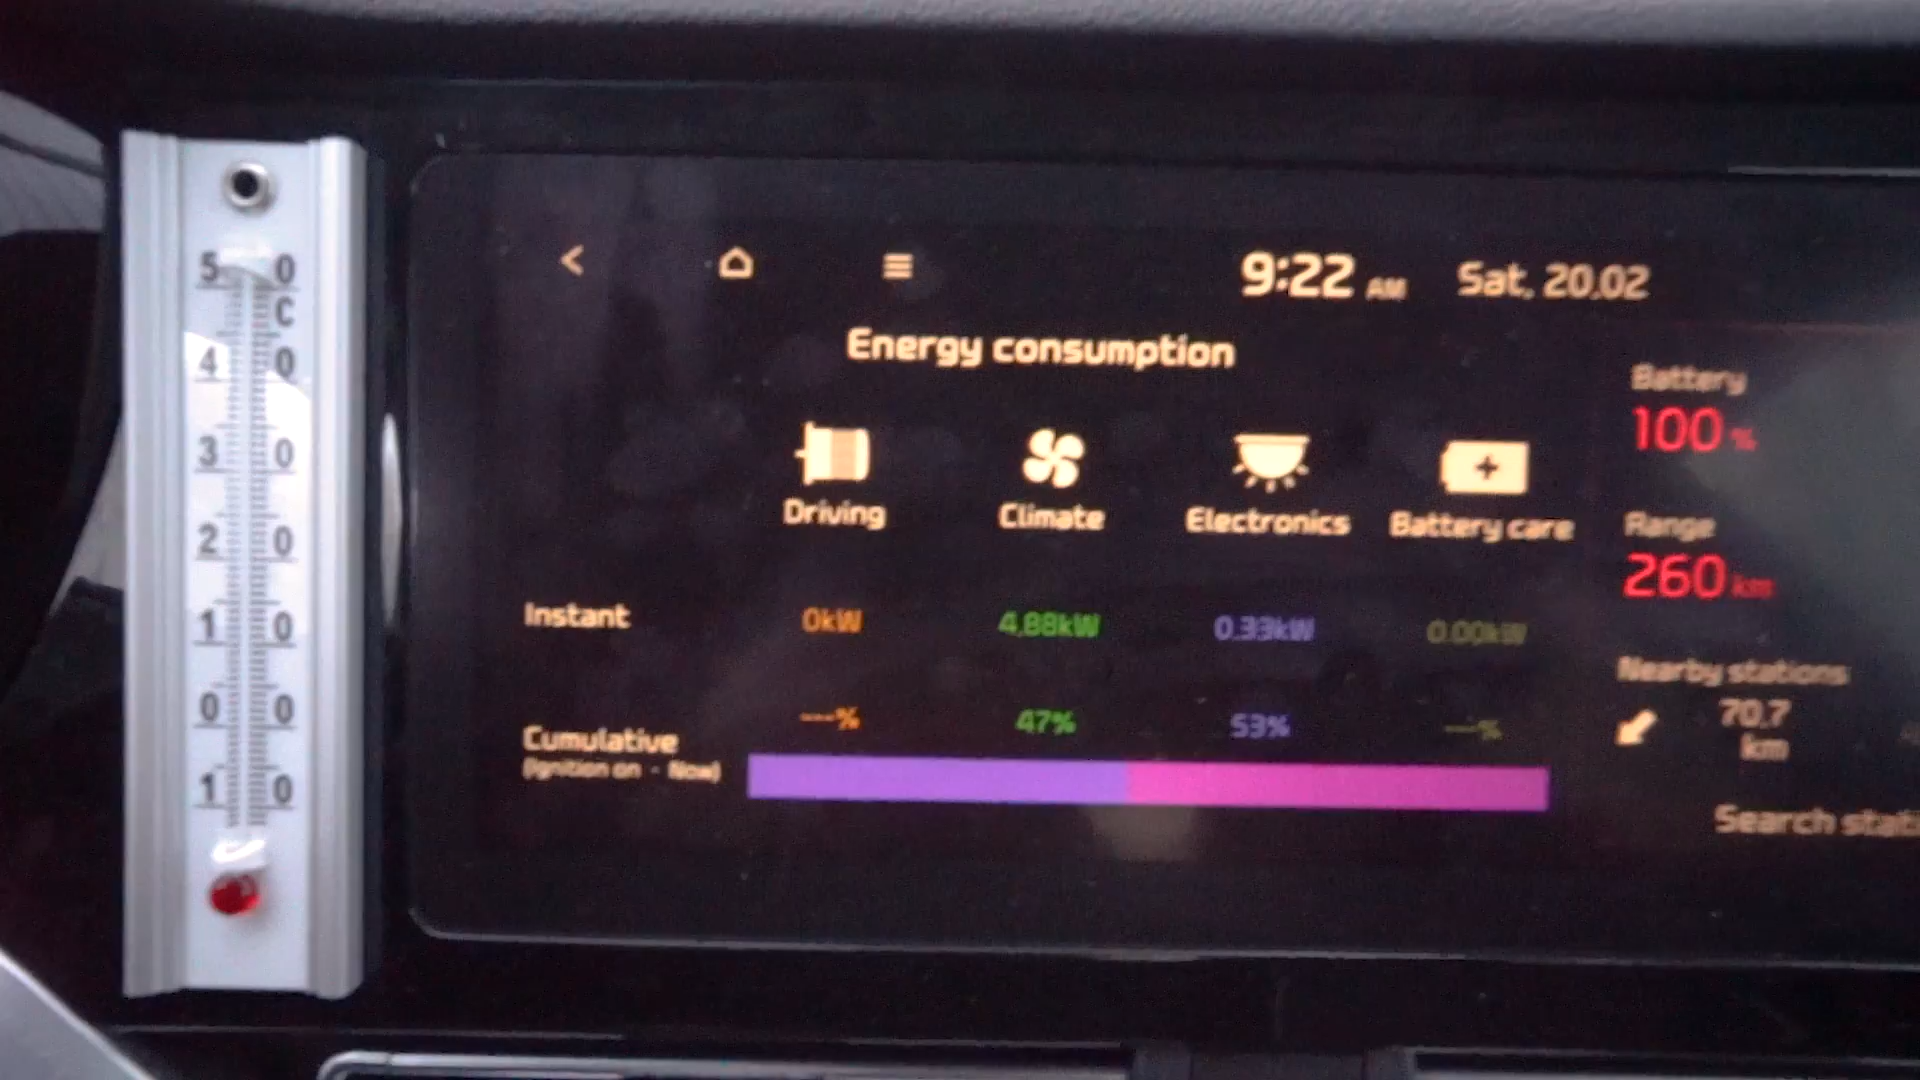 5 0
C
4 0
3 0
2 0
1 0
0 0
1 0
9:22 AM Sat, 20.02
Energy consumption
Driving Climate Electronics Battery care
Instant 0kW 4.88kW 0.33kW 0.00kW
Cumulative ---% 47% 53% ---%
(Ignition on - Now)
Battery
100 %
Range
260 km
Nearby stations
70.7
km
Search